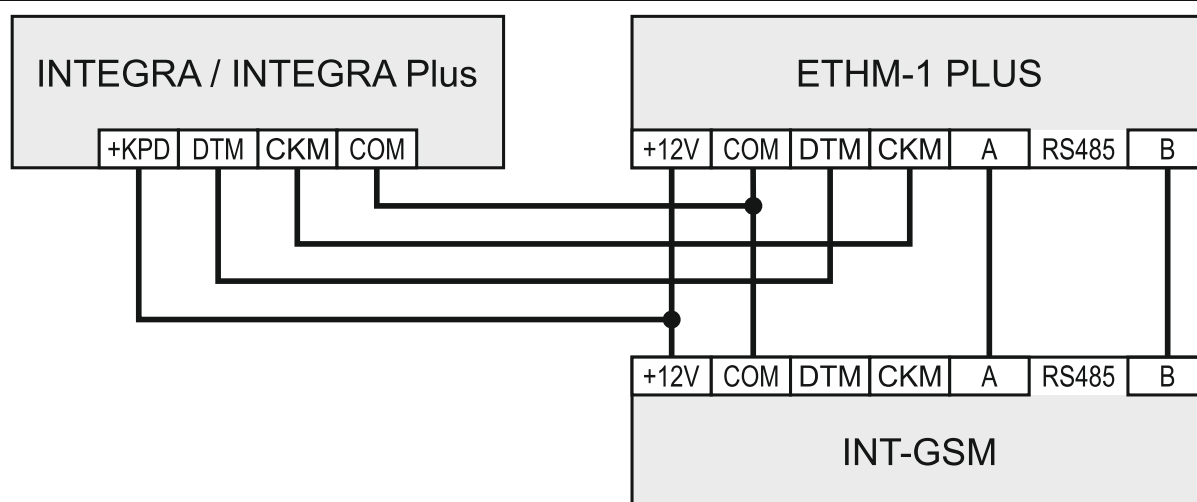 INTEGRA / INTEGRA Plus
+KPD DTM CKM COM
ETHM-1 PLUS
+12V COM DTM CKM A RS485 B
+12V COM DTM CKM A RS485 B
INT-GSM